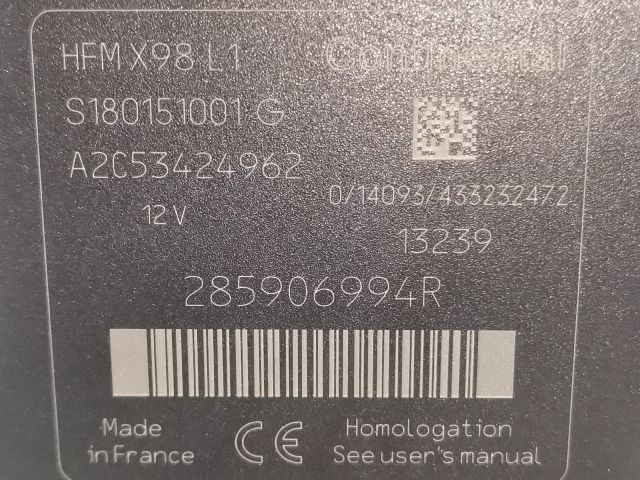 HFM X98 L1 Continental
S180151001 G
A2C53424962
0/14093/433232472
12V
13239
285906994R
Made
in France
CE
Homologation
See user's manual